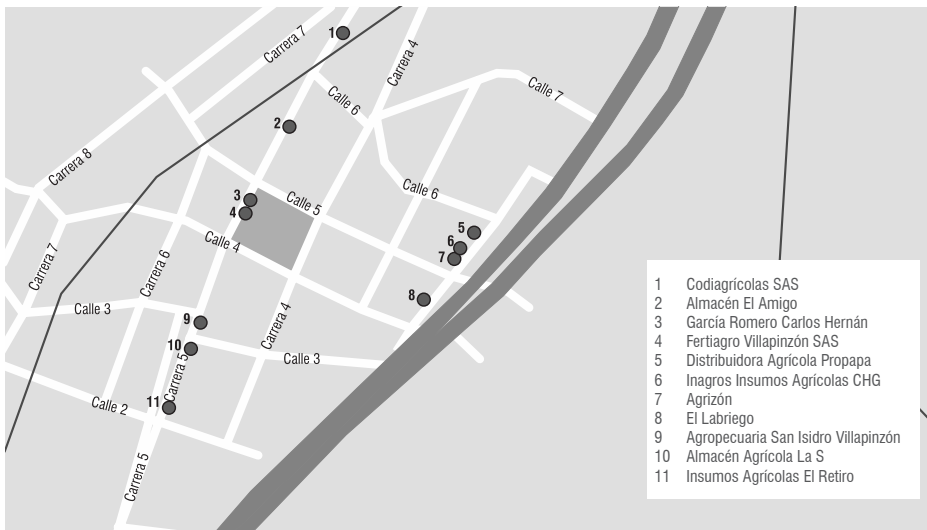 1
Carrera 7
Carrera 4
Calle 6
Calle 7
2
Carrera 8
3
4
Calle 5
Calle 6
5
6
7
Calle 4
Carrera 6
Carrera 7
8
Calle 3
9
10
Carrera 4
Calle 3
Carrera 5
11
Calle 2
Carrera 5
1 Codiagrícolas SAS
2 Almacén El Amigo
3 García Romero Carlos Hernán
4 Fertiagro Villapinzón SAS
5 Distribudora Agrícola Propapa
6 Inagros Insumos Agrícolas CHG
7 Agrizón
8 El Labriego
9 Agropecuaria San Isidro Villapinzón
10 Almacén Agrícola La S
11 Insumos Agrícolas El Retiro